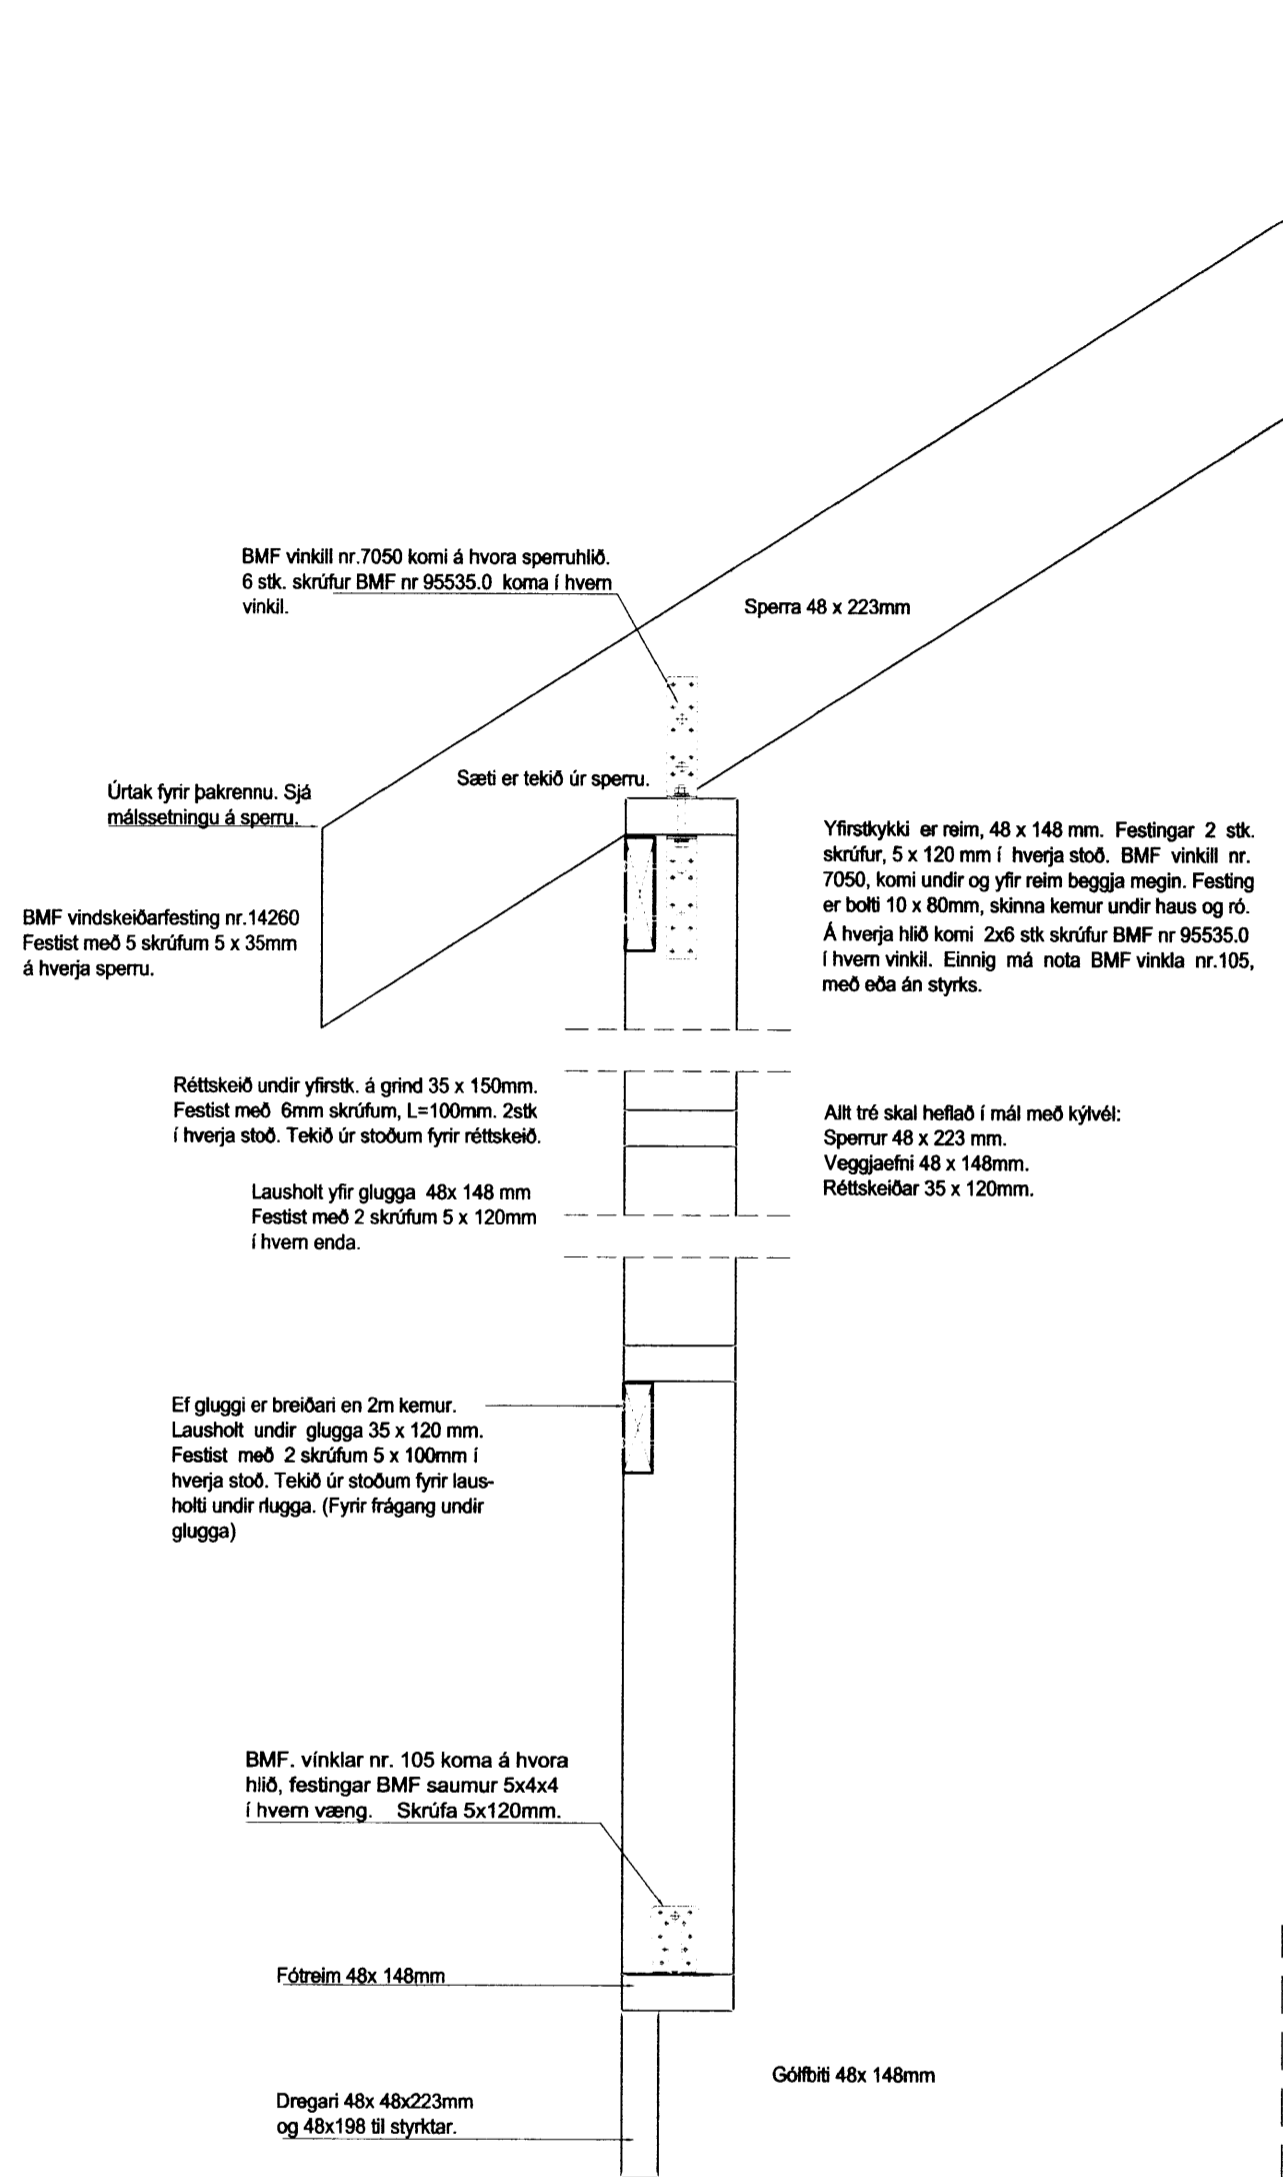 BMF vinkill nr.7050 komi á hvora sperruhlið.
6 stk. skrúfur BMF nr 95535.0 koma í hvern
vinkil.
Sperra 48 x 223mm
Sæti er tekið úr sperru.
Úrtak fyrir þakrennu. Sjá
málssetningu á sperru.
Yfirstkykki er reim, 48 x 148 mm. Festingar 2 stk.
skrúfur, 5 x 120 mm í hverja stoð. BMF vinkill nr.
7050, komi undir og yfir reim beggja megin. Festing
er bolti 10 x 80mm, skinna kemur undir haus og ró.
Á hverja hlið komi 2x6 stk skrúfur BMF nr 95535.0
í hvern vinkil. Einnig má nota BMF vinkla nr.105,
með eða án styrks.
BMF vindskeiðarfesting nr.14260
Festist með 5 skrúfum 5 x 35mm
á hverja sperru.
Réttskeið undir yfirstk. á grind 35 x 150mm.
Festist með 6mm skrúfum, L=100mm. 2stk
í hverja stoð. Tekið úr stoðum fyrir réttskeið.
Allt tré skal heflað í mál með kýlvél:
Sperrur 48 x 223 mm.
Veggjaefni 48 x 148mm.
Réttskeiðar 35 x 120mm.
Lausholt yfir glugga 48x 148 mm
Festist með 2 skrúfum 5 x 120mm
í hvern enda.
Ef gluggi er breiðari en 2m kemur.
Lausholt undir glugga 35 x 120 mm.
Festist með 2 skrúfum 5 x 100mm í
hverja stoð. Tekið úr stoðum fyrir laus-
holti undir rlugga. (Fyrir frágang undir
glugga)
BMF. vínklar nr. 105 koma á hvora
hlið, festingar BMF saumur 5x4x4
í hvern væng. Skrúfa 5x120mm.
Fótreim 48x 148mm
Gólfbiti 48x 148mm
Dregari 48x 48x223mm
og 48x198 til styrktar.